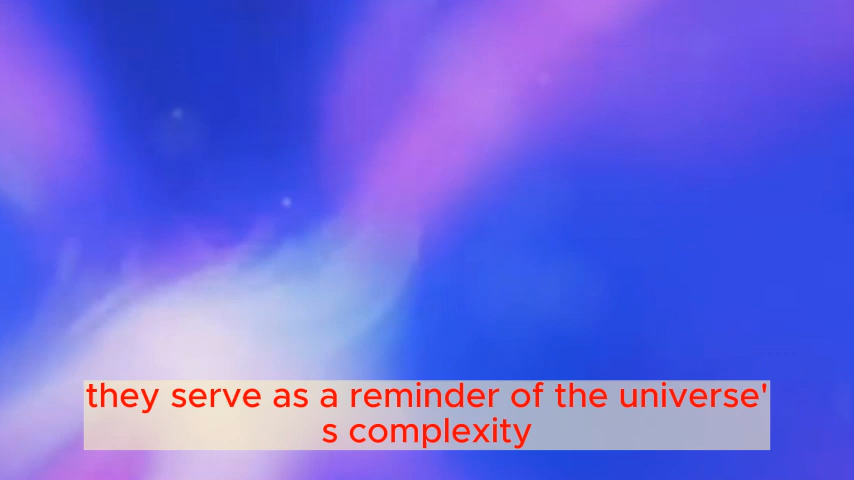 they serve as a reminder of the universe'
s complexity